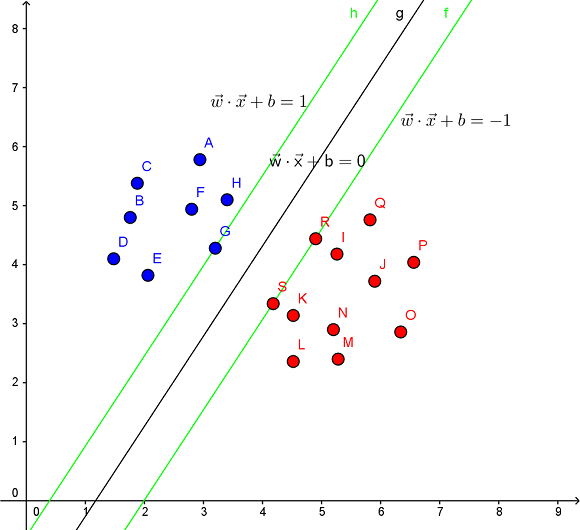 h g f
8
w⃗ · x⃗ + b = 1
7
w⃗ · x⃗ + b = −1
6
A
w⃗ · x⃗ + b = 0
C
H
5
B F Q
R
G I
D P
4
E J
S K
3
N O
L M
2
1
0
0 1 2 3 4 5 6 7 8 9